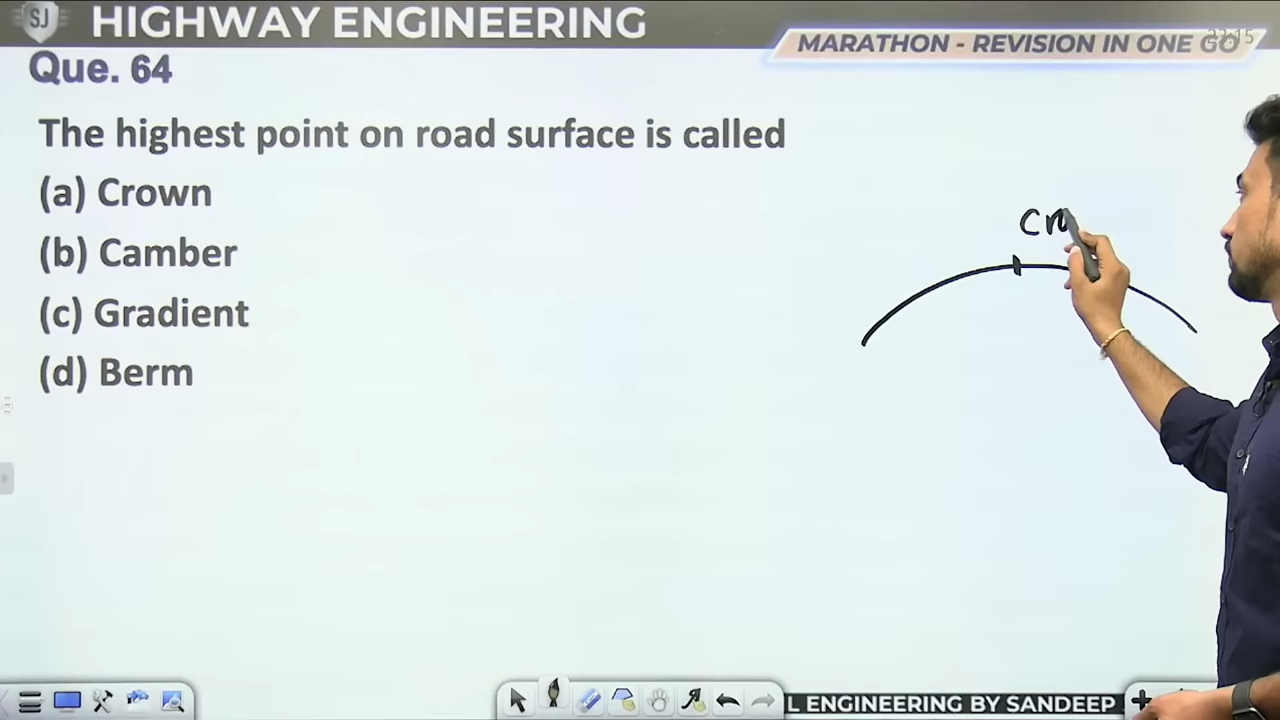 SJ
HIGHWAY ENGINEERING
MARATHON - REVISION IN ONE GO
Que. 64
The highest point on road surface is called
(a) Crown
(b) Camber
(c) Gradient
(d) Berm
Cr
L ENGINEERING BY SANDEEP